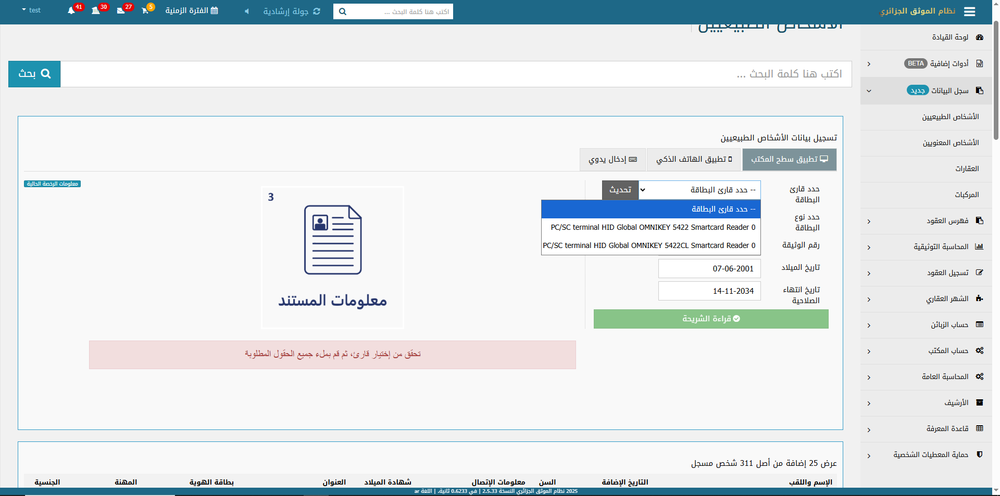 نظام الموثق الجزائري
اكتب هنا كلمة البحث ...
جولة إرشادية
الفترة الزمنية
5
27
30
41
test
لوحة القيادة
أدوات إضافية BETA
سجل البيانات جديد
الأشخاص الطبيعيين
الأشخاص المعنويين
العقارات
المركبات
فهرس العقود
المحاسبة التوثيقية
تسجيل العقود
الشهر العقاري
حساب الزبائن
حساب المكتب
المحاسبة العامة
الأرشيف
قاعدة المعرفة
حماية المعطيات الشخصية
الأشخاص الطبيعيين
اكتب هنا كلمة البحث ...
بحث
تسجيل بيانات الأشخاص الطبيعيين
تطبيق سطح المكتب
تطبيق الهاتف الذكي
إدخال يدوي
معلومات الرخصة الحالية
حدد قارئ البطاقة
-- حدد قارئ البطاقة
تحديث
-- حدد قارئ البطاقة
PC/SC terminal HID Global OMNIKEY 5422 Smartcard Reader 0
PC/SC terminal HID Global OMNIKEY 5422CL Smartcard Reader 0
حدد نوع البطاقة
رقم الوثيقة
تاريخ الميلاد
07-06-2001
تاريخ انتهاء الصلاحية
14-11-2034
قراءة الشريحة
3
معلومات المستند
تحقق من إختيار قارئ، ثم قم بملء جميع الحقول المطلوبة
عرض 25 إضافة من أصل 311 شخص مسجل
الإسم واللقب التاريخ الإضافة السن معلومات الإتصال شهادة الميلاد العنوان بطاقة الهوية المهنة الجنسية
2025 نظام الموثق الجزائري النسخة 2.5.33 | في 0.6233 ثانية. | اللغة ar